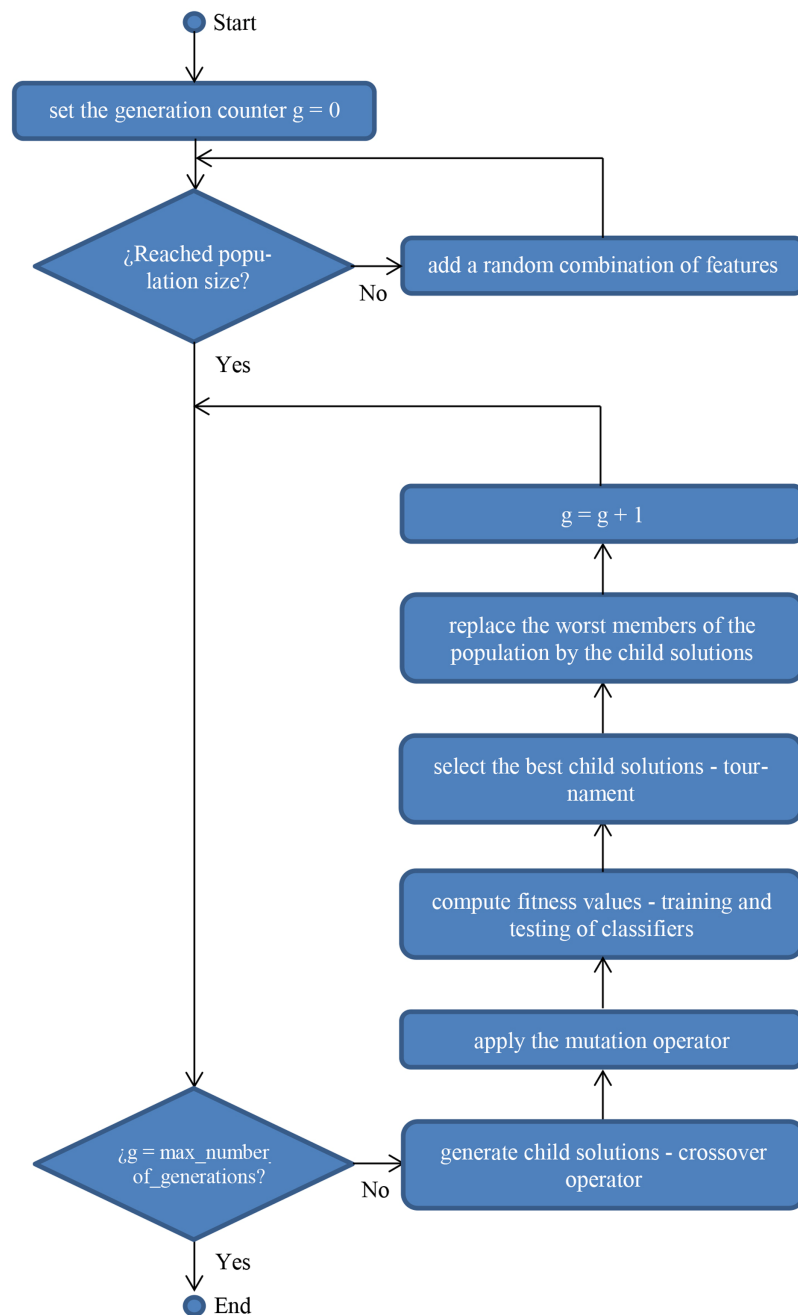 Start
set the generation counter g = 0
¿Reached popu-
lation size?
No
add a random combination of features
Yes
g = g + 1
replace the worst members of the
population by the child solutions
select the best child solutions - tour-
nament
compute fitness values - training and
testing of classifiers
apply the mutation operator
¿g = max_number_
of_generations?
No
generate child solutions - crossover
operator
Yes
End